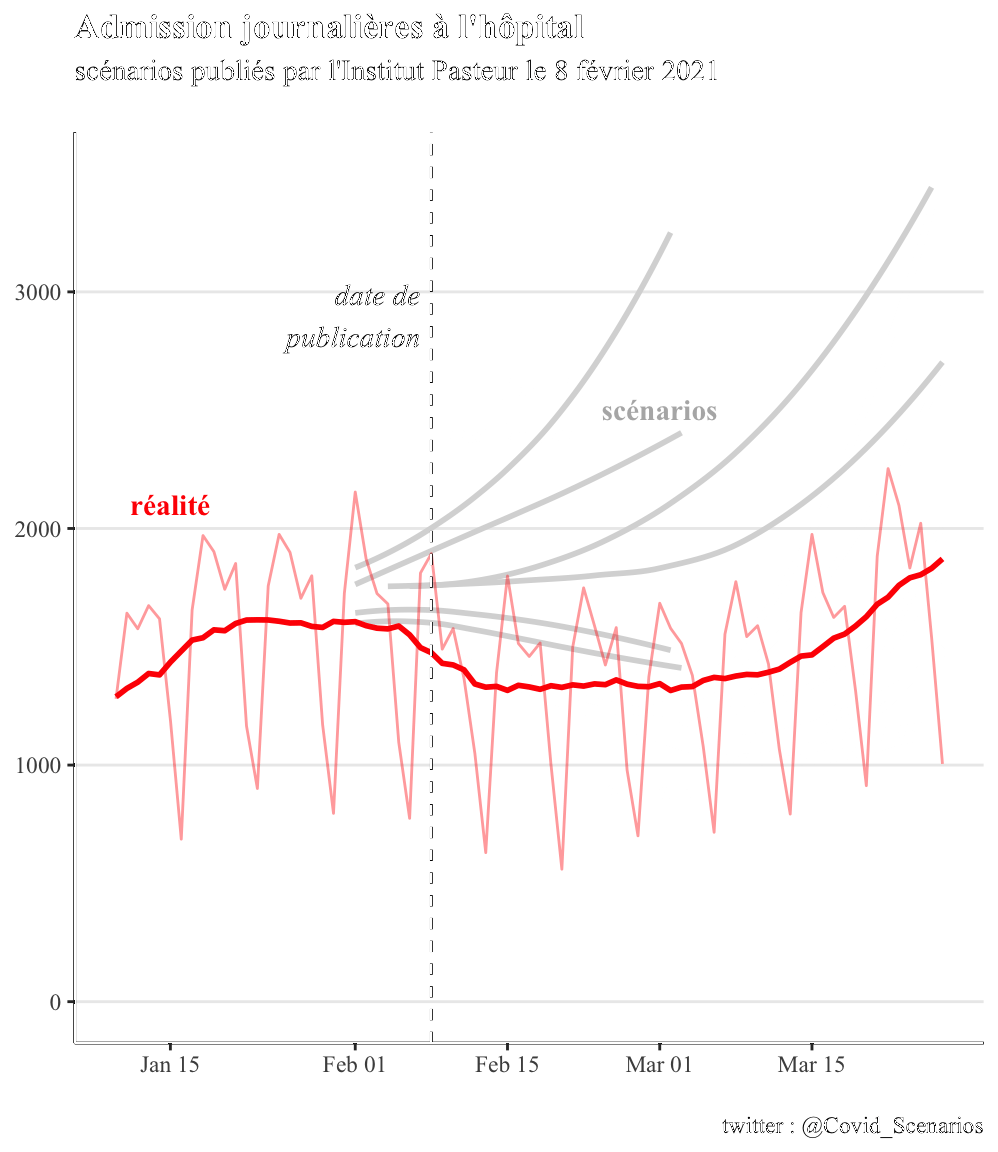 Admission journalières à l'hôpital
scénarios publiés par l'Institut Pasteur le 8 février 2021
3000
date de
publication
scénarios
réalité
2000
1000
0
Jan 15
Feb 01
Feb 15
Mar 01
Mar 15
twitter : @Covid_Scenarios